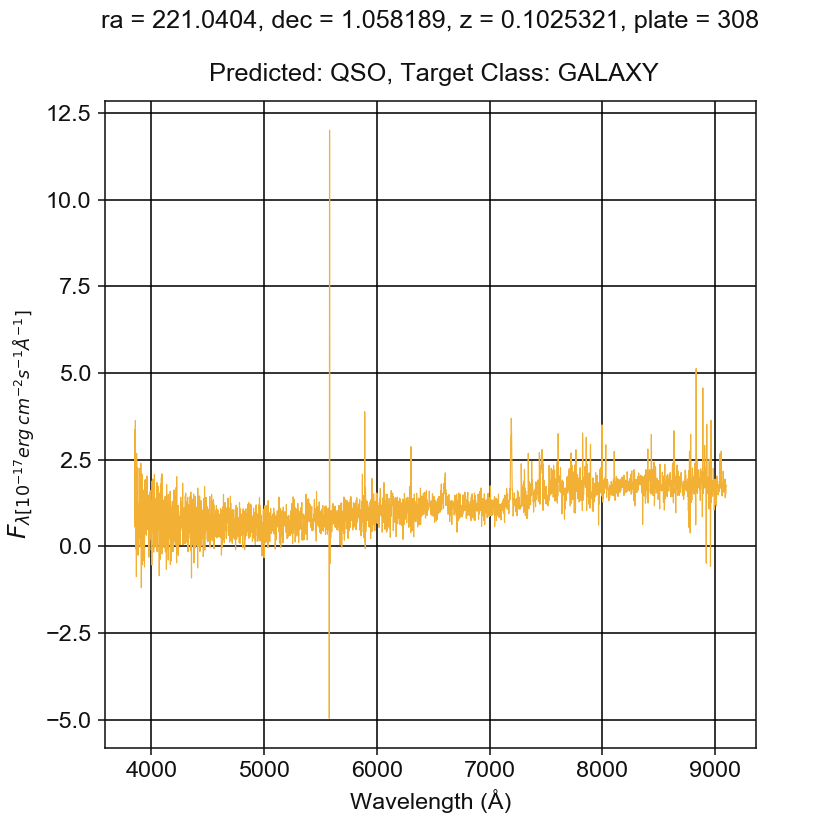 ra = 221.0404, dec = 1.058189, z = 0.1025321, plate = 308
Predicted: QSO, Target Class: GALAXY
12.5
10.0
7.5
5.0
2.5
0.0
−2.5
−5.0
F_λ[10^{−17} erg cm^{−2} s^{−1} Å^{−1}]
4000 5000 6000 7000 8000 9000
Wavelength (Å)